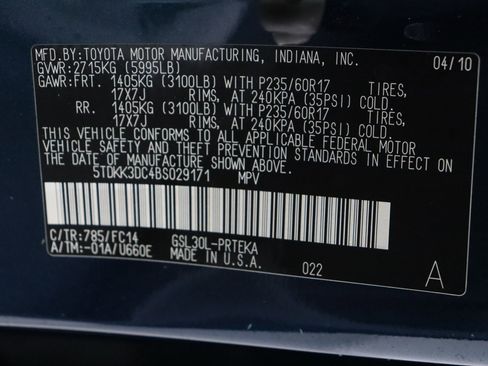 MFD.BY:TOYOTA MOTOR MANUFACTURING, INDIANA, INC. 04/10
GVWR:2715KG (5995LB)
GAWR:FRT. 1405KG (3100LB) WITH P235/60R17 TIRES,
17X7J RIMS, AT 240KPA (35PSI) COLD.
RR. 1405KG (3100LB) WITH P235/60R17 TIRES,
17X7J RIMS, AT 240KPA (35PSI) COLD.
THIS VEHICLE CONFORMS TO ALL APPLICABLE FEDERAL MOTOR
VEHICLE SAFETY AND THEFT PREVENTION STANDARDS IN EFFECT
ON THE DATE OF MANUFACTURE SHOWN ABOVE.
5TDKK3DC4BS029171 MPV
C/TR:785/FC14 GSL30L-PRTEKA
A/TM:-01A/U660E MADE IN U.S.A.
022 A